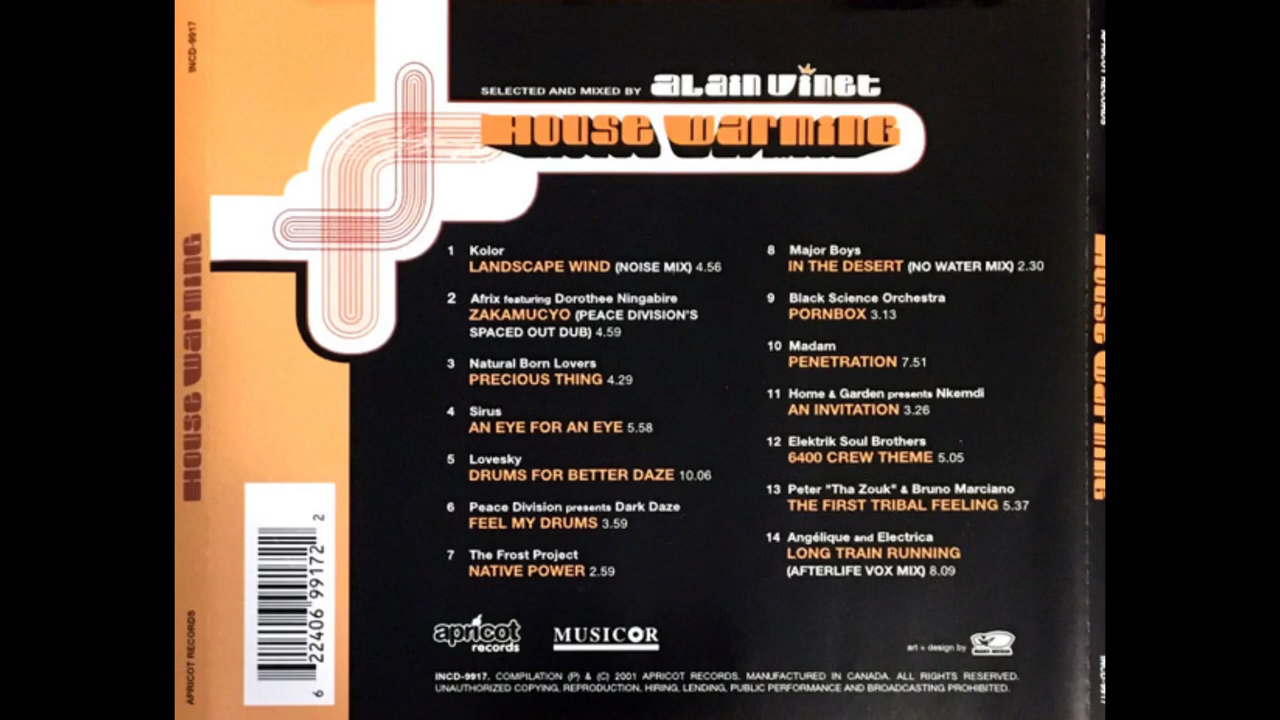 INCD-9917
SELECTED AND MIXED BY alain vinet
HOUSE WARMING
1 Kolor
LANDSCAPE WIND (NOISE MIX) 4.56
2 Afrix featuring Dorothee Ningabire
ZAKAMUCYO (PEACE DIVISION'S
SPACED OUT DUB) 4.59
3 Natural Born Lovers
PRECIOUS THING 4.29
4 Sirus
AN EYE FOR AN EYE 5.58
5 Lovesky
DRUMS FOR BETTER DAZE 10.06
6 Peace Division presents Dark Daze
FEEL MY DRUMS 3.59
7 The Frost Project
NATIVE POWER 2.59
8 Major Boys
IN THE DESERT (NO WATER MIX) 2.30
9 Black Science Orchestra
PORNBOX 3.13
10 Madam
PENETRATION 7.51
11 Home & Garden presents Nkemdi
AN INVITATION 3.26
12 Elektrik Soul Brothers
6400 CREW THEME 5.05
13 Peter "Tha Zouk" & Bruno Marciano
THE FIRST TRIBAL FEELING 5.37
14 Angélique and Electrica
LONG TRAIN RUNNING
(AFTERLIFE VOX MIX) 8.09
HOUSE WARMING
APRICOT RECORDS
6 22406 99172 2
apricot
records
MUSICOR
art + design by
INCD-9917. COMPILATION (P) & (C) 2001 APRICOT RECORDS. MANUFACTURED IN CANADA. ALL RIGHTS RESERVED.
UNAUTHORIZED COPYING, REPRODUCTION, HIRING, LENDING, PUBLIC PERFORMANCE AND BROADCASTING PROHIBITED.
APRICOT RECORDS
HOUSE WARMING